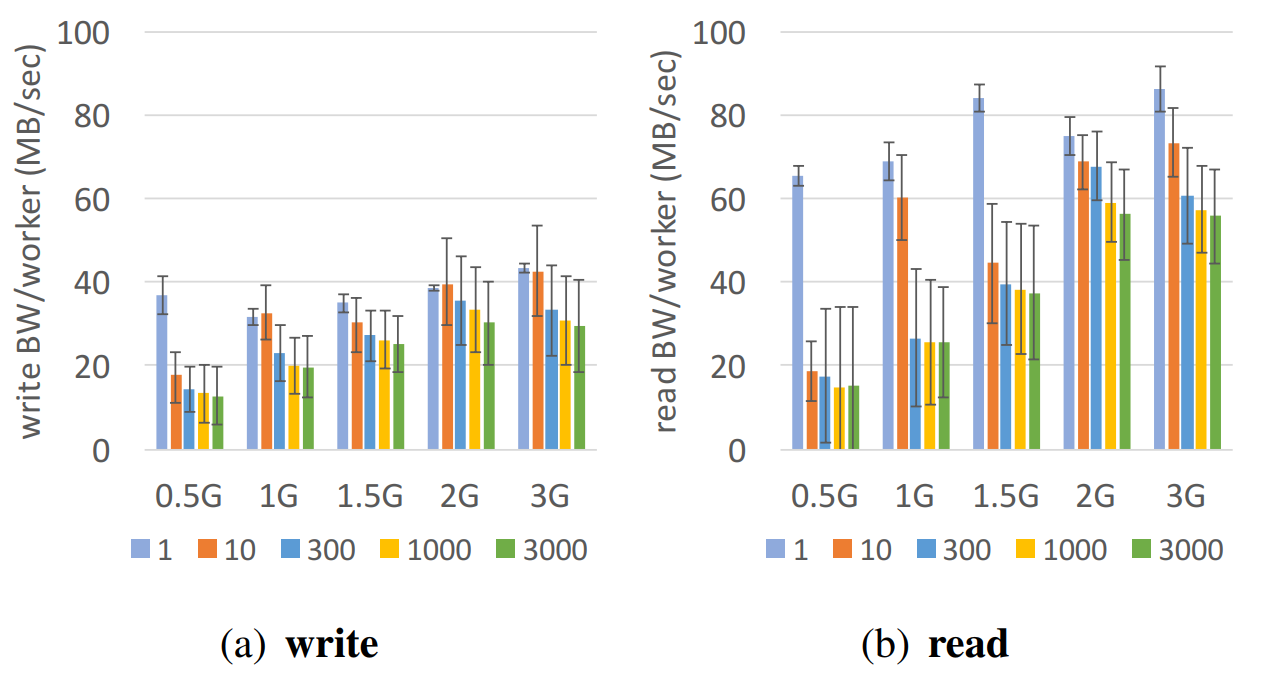 write BW/worker (MB/sec)
100
80
60
40
20
0
0.5G 1G 1.5G 2G 3G
1 10 300 1000 3000
(a) write
read BW/worker (MB/sec)
100
80
60
40
20
0
0.5G 1G 1.5G 2G 3G
1 10 300 1000 3000
(b) read